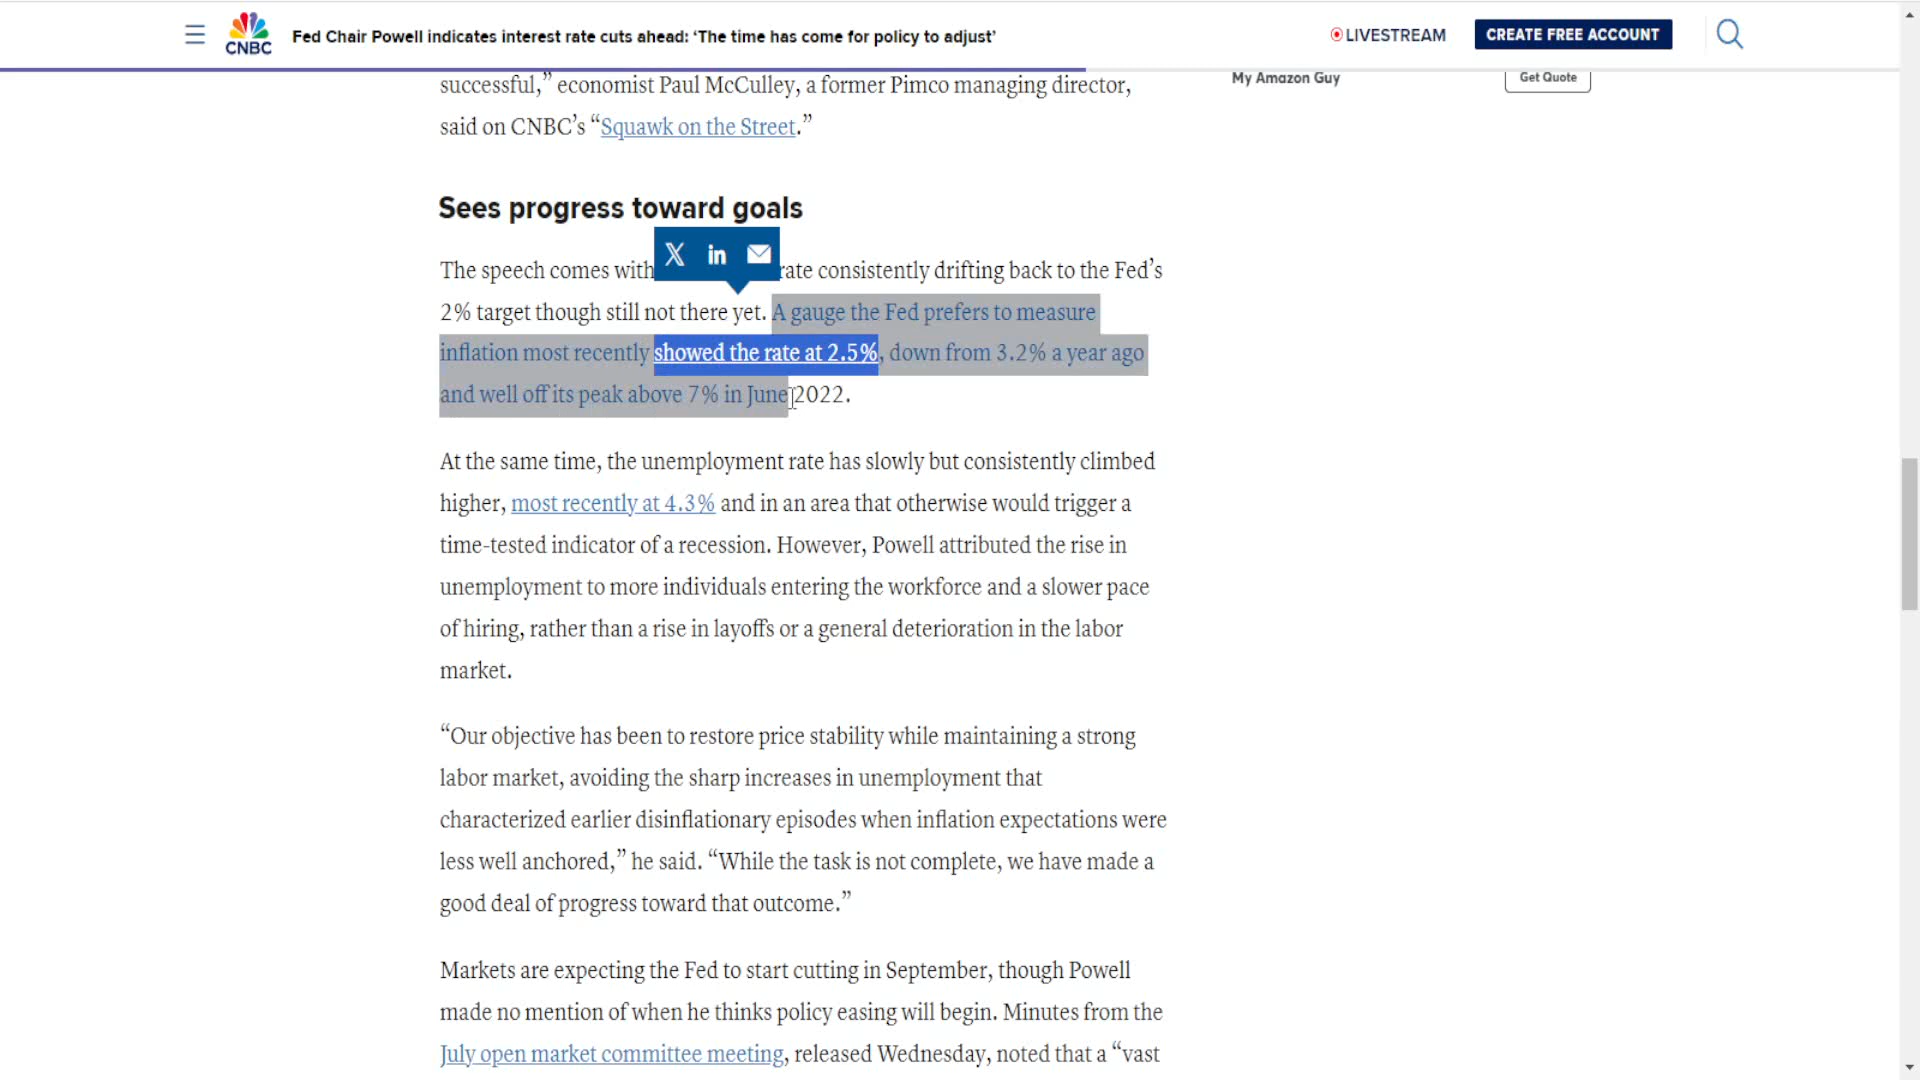 CNBC
Fed Chair Powell indicates interest rate cuts ahead: ‘The time has come for policy to adjust’
LIVESTREAM
CREATE FREE ACCOUNT
successful,” economist Paul McCulley, a former Pimco managing director,
said on CNBC’s “Squawk on the Street.”
My Amazon Guy
Get Quote
Sees progress toward goals
The speech comes with rate consistently drifting back to the Fed’s
2% target though still not there yet. A gauge the Fed prefers to measure
inflation most recently showed the rate at 2.5%, down from 3.2% a year ago
and well off its peak above 7% in June 2022.
At the same time, the unemployment rate has slowly but consistently climbed
higher, most recently at 4.3% and in an area that otherwise would trigger a
time-tested indicator of a recession. However, Powell attributed the rise in
unemployment to more individuals entering the workforce and a slower pace
of hiring, rather than a rise in layoffs or a general deterioration in the labor
market.
“Our objective has been to restore price stability while maintaining a strong
labor market, avoiding the sharp increases in unemployment that
characterized earlier disinflationary episodes when inflation expectations were
less well anchored,” he said. “While the task is not complete, we have made a
good deal of progress toward that outcome.”
Markets are expecting the Fed to start cutting in September, though Powell
made no mention of when he thinks policy easing will begin. Minutes from the
July open market committee meeting, released Wednesday, noted that a “vast